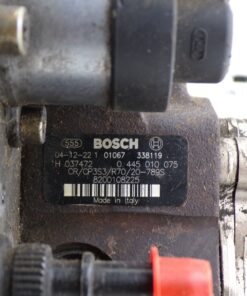 555 BOSCH
04-12-22 1 01067 338119
H 037472 0 445 010 075
CR/CP3S3/R70/20-789S
8200108225
Made in Italy